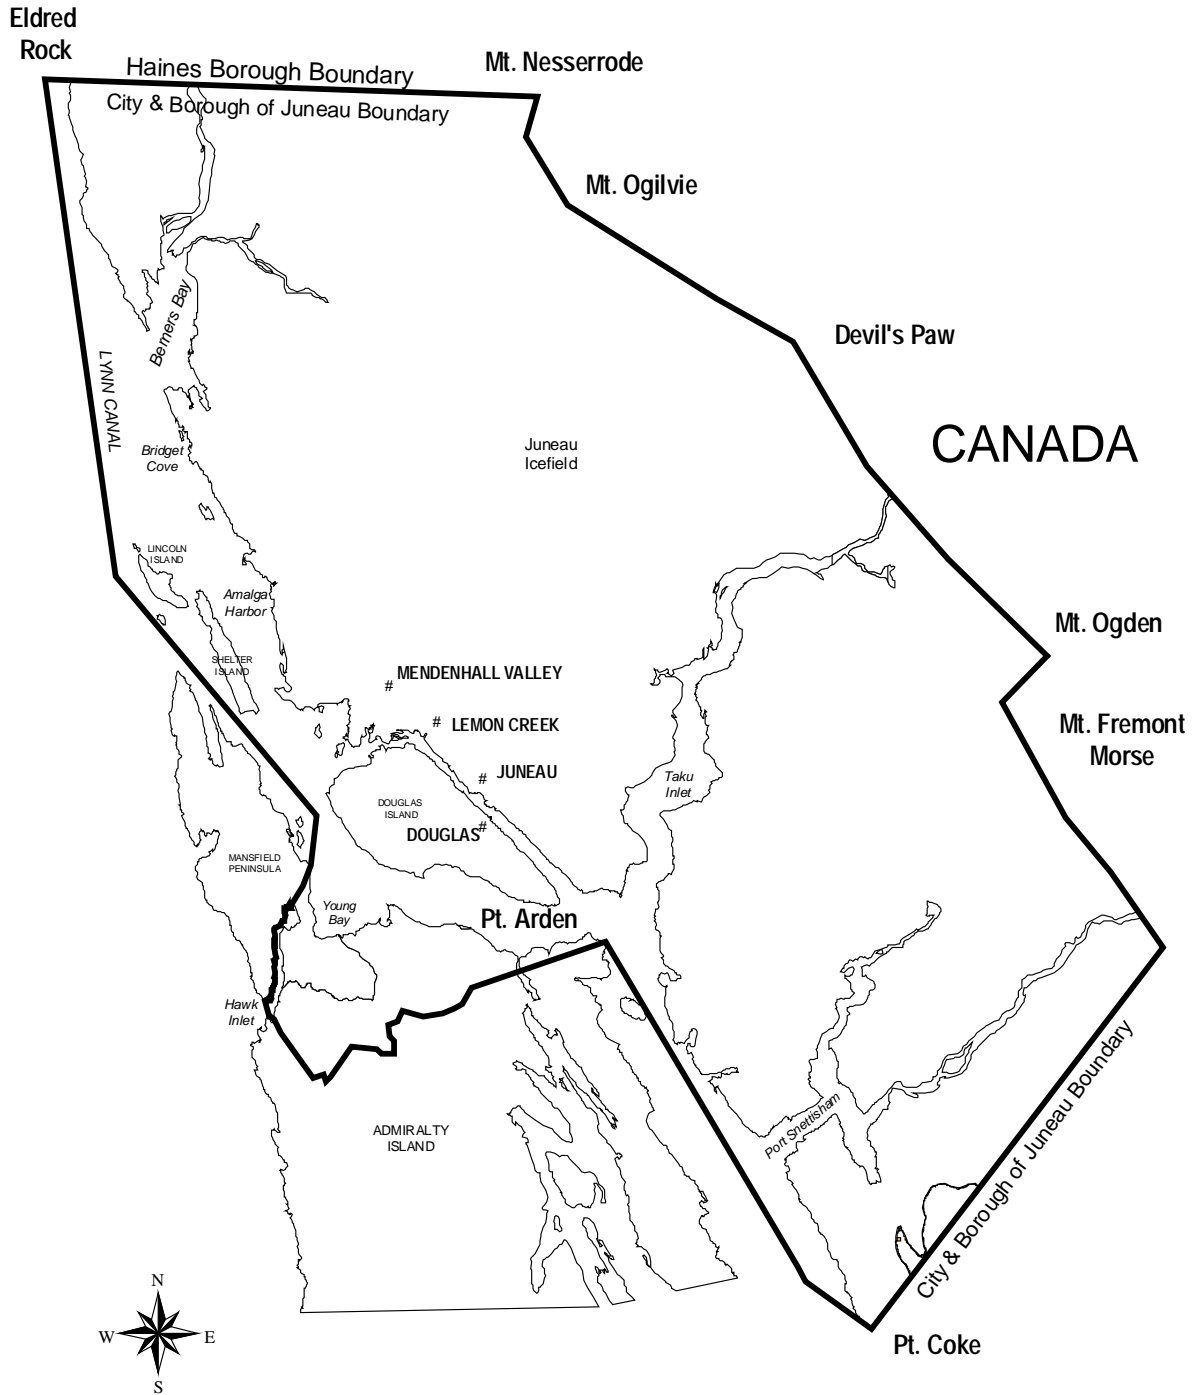 Eldred
Rock
Haines Borough Boundary
Mt. Nesserrode
City & Borough of Juneau Boundary
Mt. Ogilvie
Berners Bay
Devil's Paw
LYNN CANAL
CANADA
Bridget
Cove
Juneau
Icefield
LINCOLN
ISLAND
Amalga
Harbor
Mt. Ogden
SHELTER
ISLAND
MENDENHALL VALLEY
#
# LEMON CREEK
Mt. Fremont
Morse
# JUNEAU
Taku
Inlet
DOUGLAS
ISLAND
DOUGLAS #
MANSFIELD
PENINSULA
Young
Bay
Pt. Arden
Hawk
Inlet
Port Snettisham
ADMIRALTY
ISLAND
City & Borough of Juneau Boundary
N
W E
S
Pt. Coke